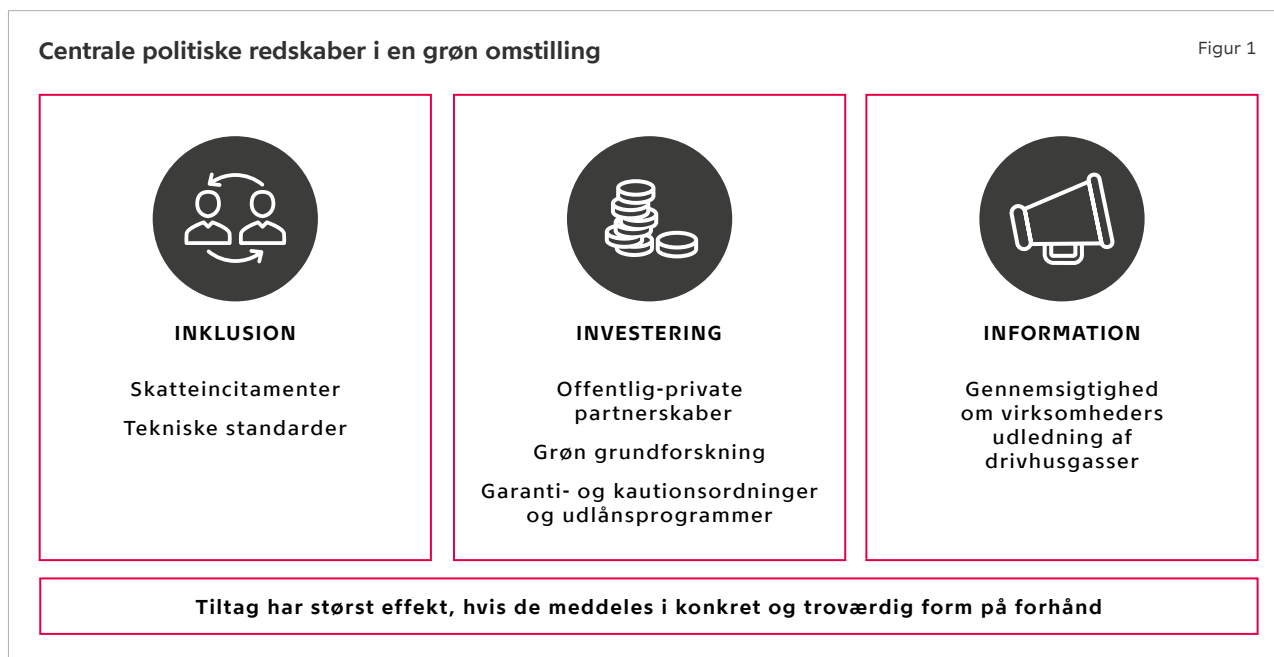 Centrale politiske redskaber i en grøn omstilling
Figur 1
INKLUSION
Skatteincitamenter
Tekniske standarder
INVESTERING
Offentlig-private
partnerskaber
Grøn grundforskning
Garanti- og kautionsordninger
og udlånsprogrammer
INFORMATION
Gennemsigtighed
om virksomheders
udledning af
drivhusgasser
Tiltag har størst effekt, hvis de meddeles i konkret og troværdig form på forhånd